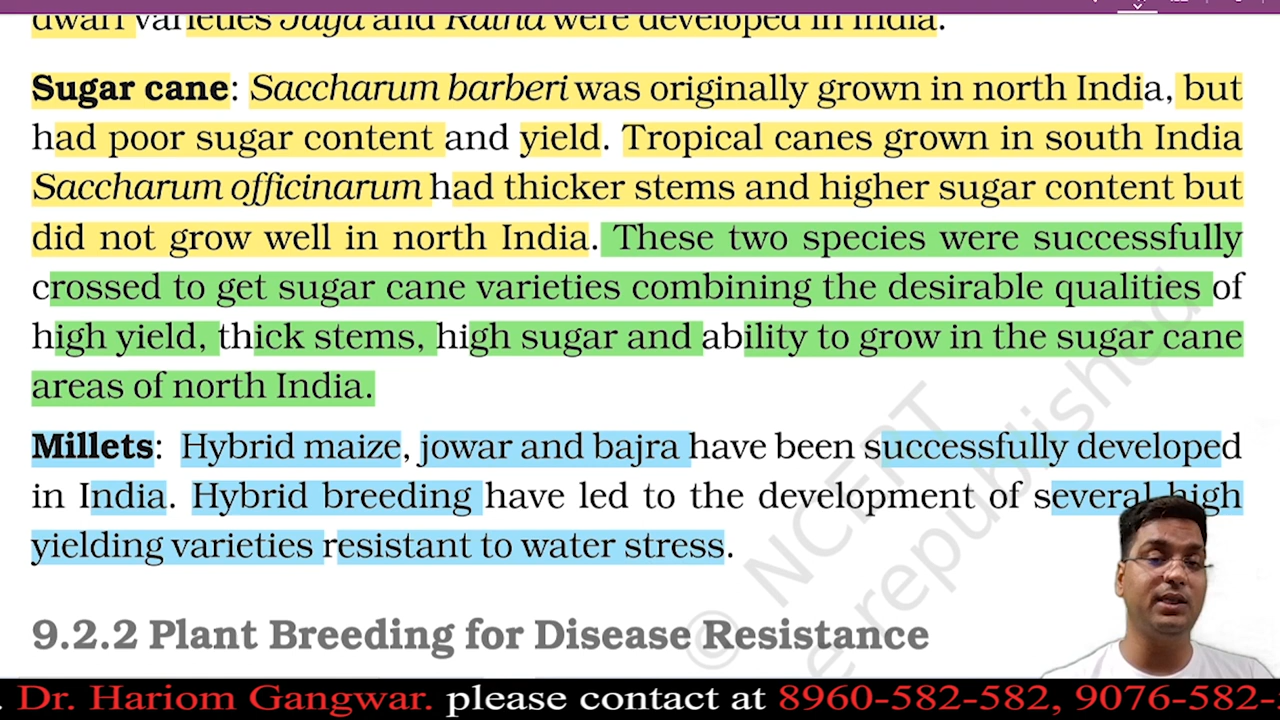 dwarf varieties Jaya and Ratna were developed in India.
Sugar cane: Saccharum barberi was originally grown in north India, but
had poor sugar content and yield. Tropical canes grown in south India
Saccharum officinarum had thicker stems and higher sugar content but
did not grow well in north India. These two species were successfully
crossed to get sugar cane varieties combining the desirable qualities of
high yield, thick stems, high sugar and ability to grow in the sugar cane
areas of north India.
Millets: Hybrid maize, jowar and bajra have been successfully developed
in India. Hybrid breeding have led to the development of several high
yielding varieties resistant to water stress.
© NCERT
e republished
9.2.2 Plant Breeding for Disease Resistance
. Dr. Hariom Gangwar. please contact at 8960-582-582, 9076-582-